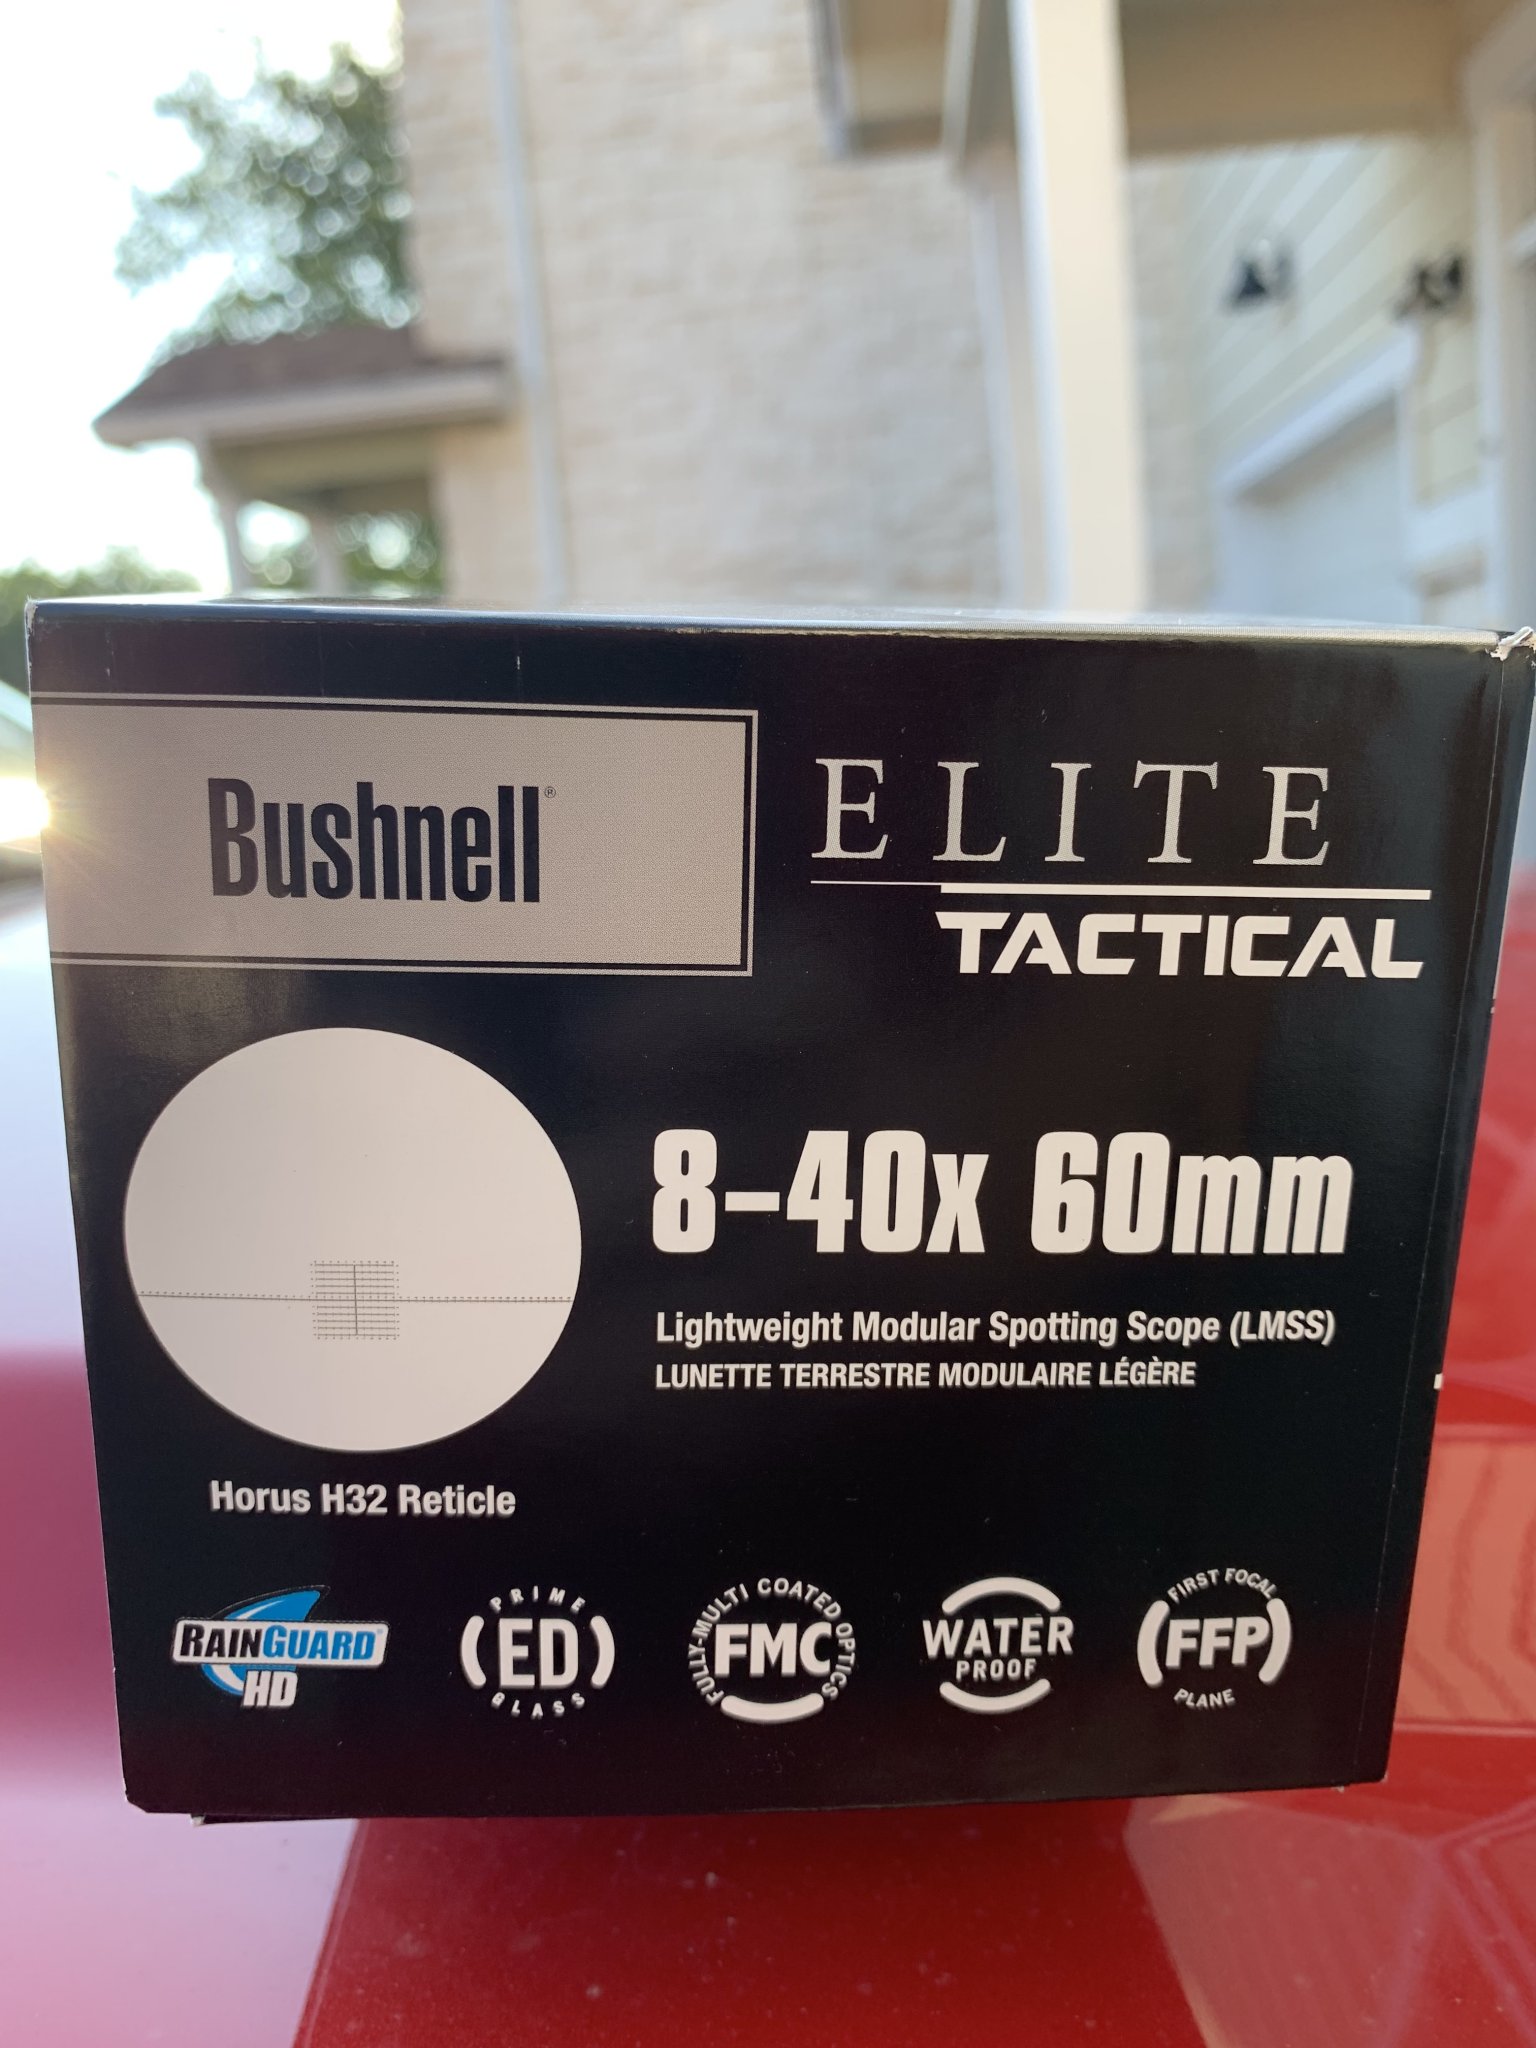 Bushnell®
ELITE
TACTICAL
8-40x 60mm
Lightweight Modular Spotting Scope (LMSS)
LUNETTE TERRESTRE MODULAIRE LÉGÈRE
Horus H32 Reticle
RAINGUARD®
HD
PRIME
ED
GLASS
FULLY-MULTI COATED OPTICS
FMC
WATER
PROOF
FIRST FOCAL
FFP
PLANE